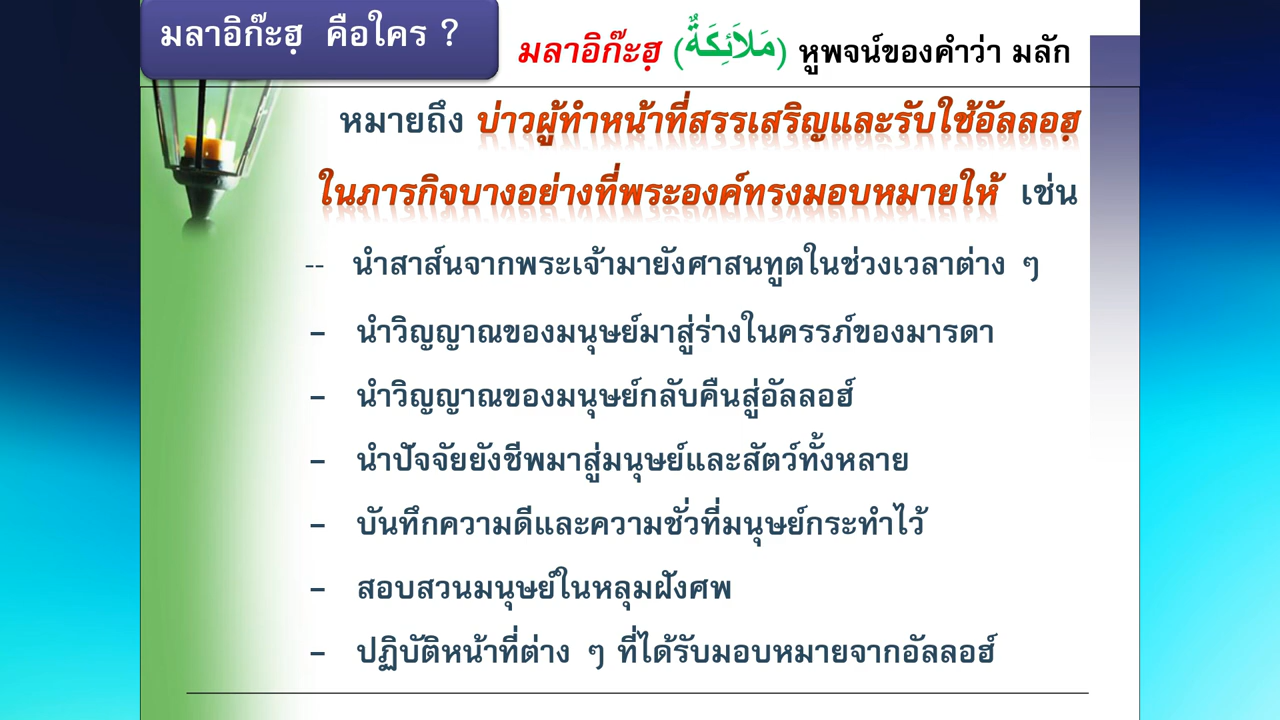 มลาอิก๊ะฮฺ คือใคร ?
มลาอิก๊ะฮฺ (مَلاَئِكَةٌ) หูพจน์ของคำว่า มลัก
หมายถึง บ่าวผู้ทำหน้าที่สรรเสริญและรับใช้อัลลอฮฺ
ในภารกิจบางอย่างที่พระองค์ทรงมอบหมายให้ เช่น
-- นำสาส์นจากพระเจ้ามายังศาสนทูตในช่วงเวลาต่าง ๆ
– นำวิญญาณของมนุษย์มาสู่ร่างในครรภ์ของมารดา
– นำวิญญาณของมนุษย์กลับคืนสู่อัลลอฮ์
– นำปัจจัยยังชีพมาสู่มนุษย์และสัตว์ทั้งหลาย
– บันทึกความดีและความชั่วที่มนุษย์กระทำไว้
– สอบสวนมนุษย์ในหลุมฝังศพ
– ปฏิบัติหน้าที่ต่าง ๆ ที่ได้รับมอบหมายจากอัลลอฮ์